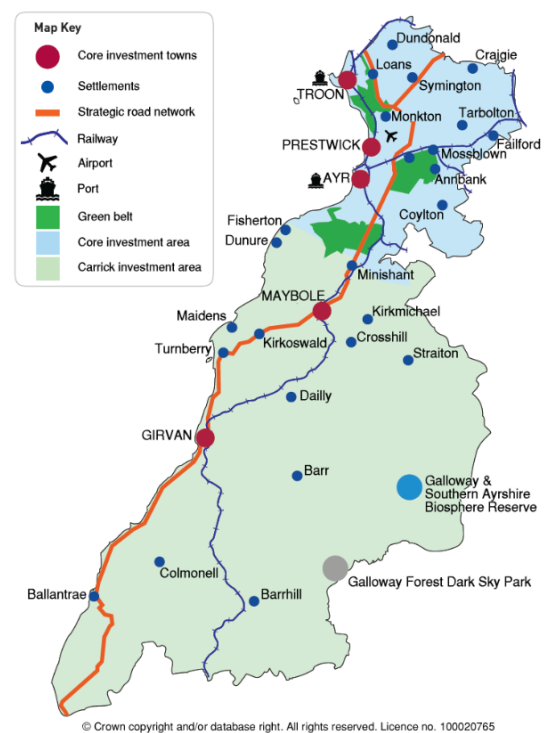 Map Key
Core investment towns
Settlements
Strategic road network
Railway
Airport
Port
Green belt
Core investment area
Carrick investment area
Dundonald
Craigie
Loans
Symington
TROON
Monkton
Tarbolton
Failford
PRESTWICK
Mossblown
AYR
Annbank
Coylton
Fisherton
Dunure
Minishant
MAYBOLE
Maidens
Kirkmichael
Kirkoswald
Crosshill
Turnberry
Straiton
Dailly
GIRVAN
Barr
Galloway &
Southern Ayrshire
Biosphere Reserve
Colmonell
Galloway Forest Dark Sky Park
Ballantrae
Barrhill
© Crown copyright and/or database right. All rights reserved. Licence no. 100020765